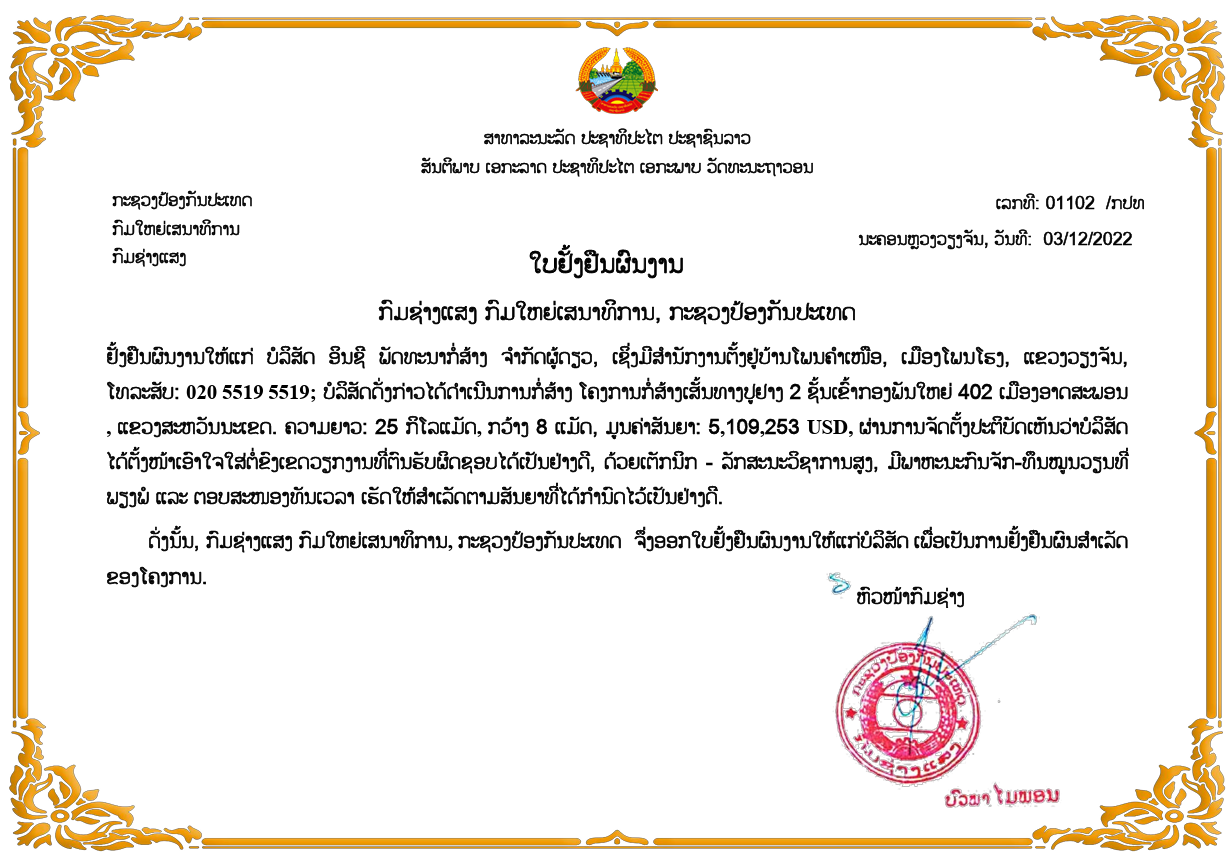 ສາທາລະນະລັດ ປະຊາທິປະໄຕ ປະຊາຊົນລາວ
ສັນຕິພາບ ເອກະລາດ ປະຊາທິປະໄຕ ເອກະພາບ ວັດທະນະຖາວອນ
ກະຊວງປ້ອງກັນປະເທດ
ກົມໃຫຍ່ເສນາທິການ
ກົມຊ່າງແສງ
ເລກທີ: 01102 /ກປທ
ນະຄອນຫຼວງວຽງຈັນ, ວັນທີ: 03/12/2022
ໃບຢັ້ງຢືນຜົນງານ
ກົມຊ່າງແສງ ກົມໃຫຍ່ເສນາທິການ, ກະຊວງປ້ອງກັນປະເທດ
ຢັ້ງຢືນຜົນງານໃຫ້ແກ່ ບໍລິສັດ ອິນຊີ ພັດທະນາກໍ່ສ້າງ ຈຳກັດຜູ້ດຽວ, ເຊິ່ງມີສຳນັກງານຕັ້ງຢູ່ບ້ານໂພນຄຳເໜືອ, ເມືອງໂພນໂຮງ, ແຂວງວຽງຈັນ,
ໂທລະສັບ: 020 5519 5519; ບໍລິສັດດັ່ງກ່າວໄດ້ດຳເນີນການກໍ່ສ້າງ ໂຄງການກໍ່ສ້າງເສັ້ນທາງປູຢາງ 2 ຊັ້ນເຂົ້າກອງພັນໃຫຍ່ 402 ເມືອງອາດສະພອນ
, ແຂວງສະຫວັນນະເຂດ. ຄວາມຍາວ: 25 ກິໂລແມັດ, ກວ້າງ 8 ແມັດ, ມູນຄ່າສັນຍາ: 5,109,253 USD, ຜ່ານການຈັດຕັ້ງປະຕິບັດເຫັນວ່າບໍລິສັດ
ໄດ້ຕັ້ງໜ້າເອົາໃຈໃສ່ຕໍ່ຂົງເຂດວຽກງານທີ່ຕົນຮັບຜິດຊອບໄດ້ເປັນຢ່າງດີ, ດ້ວຍເຕັກນິກ - ລັກສະນະວິຊາການສູງ, ມີພາຫະນະກົນຈັກ-ທຶນໝູນວຽນທີ່
ພຽງພໍ ແລະ ຕອບສະໜອງທັນເວລາ ເຮັດໃຫ້ສຳເລັດຕາມສັນຍາທີ່ໄດ້ກຳນົດໄວ້ເປັນຢ່າງດີ.
ດັ່ງນັ້ນ, ກົມຊ່າງແສງ ກົມໃຫຍ່ເສນາທິການ, ກະຊວງປ້ອງກັນປະເທດ ຈຶ່ງອອກໃບຢັ້ງຢືນຜົນງານໃຫ້ແກ່ບໍລິສັດ ເພື່ອເປັນການຢັ້ງຢືນຜົນສຳເລັດ
ຂອງໂຄງການ.
ຫົວໜ້າກົມຊ່າງ
ກະຊວງປ້ອງກັນປະເທດ
ກົມຊ່າງແສງ
ບົວພາ ໄມພອນ